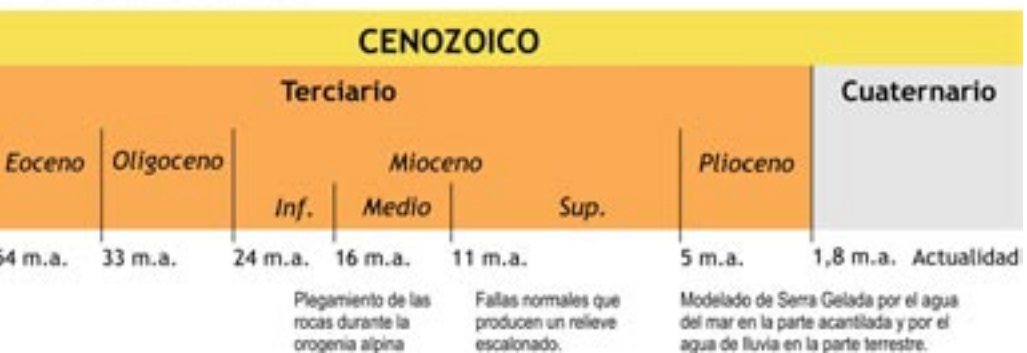 CENOZOICO
Terciario
Cuaternario
Eoceno
Oligoceno
Mioceno
Plioceno
Inf.
Medio
Sup.
m.a.
33 m.a.
24 m.a.
16 m.a.
11 m.a.
5 m.a.
1,8 m.a.
Actualidad
Plegamiento de las
rocas durante la
orogenia alpina
Fallas normales que
producen un relieve
escalonado.
Modelado de Serra Gelada por el agua
del mar en la parte acantilada y por el
agua de lluvia en la parte terrestre.